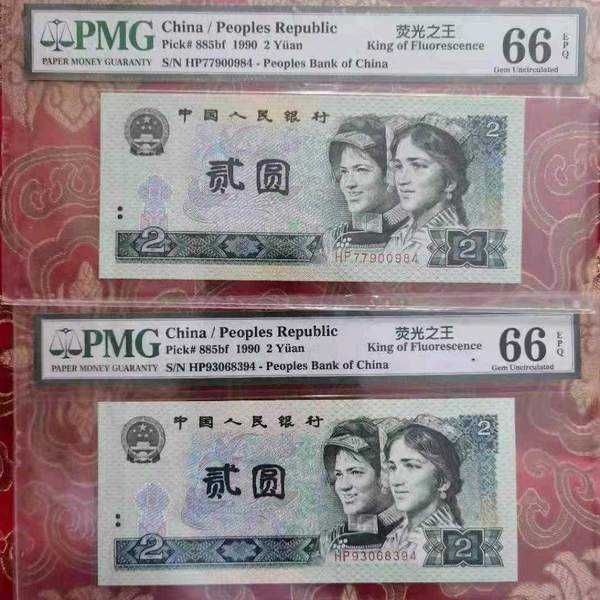 PMG
PAPER MONEY GUARANTY
China / Peoples Republic
Pick# 885bf 1990 2 Yüan
S/N HP77900984 - Peoples Bank of China
荧光之王
King of Fluorescence
66
EPQ
Gem Uncirculated
中国人民银行
贰圆
2
2
2
HP77900984
PMG
PAPER MONEY GUARANTY
China / Peoples Republic
Pick# 885bf 1990 2 Yüan
S/N HP93068394 - Peoples Bank of China
荧光之王
King of Fluorescence
66
EPQ
Gem Uncirculated
中国人民银行
贰圆
2
2
2
HP93068394